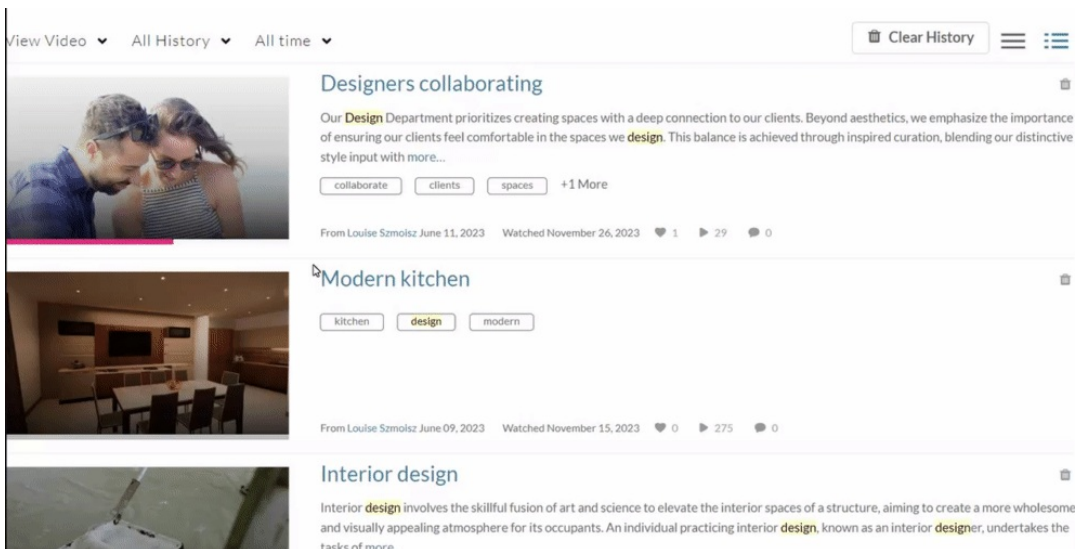 View Video All History All time Clear History
Designers collaborating
Our Design Department prioritizes creating spaces with a deep connection to our clients. Beyond aesthetics, we emphasize the importance
of ensuring our clients feel comfortable in the spaces we design. This balance is achieved through inspired curation, blending our distinctive
style input with more...
collaborate clients spaces +1 More
From Louise Szmoisz June 11, 2023 Watched November 26, 2023 1 29 0
Modern kitchen
kitchen design modern
From Louise Szmoisz June 09, 2023 Watched November 15, 2023 0 275 0
Interior design
Interior design involves the skillful fusion of art and science to elevate the interior spaces of a structure, aiming to create a more wholesome
and visually appealing atmosphere for its occupants. An individual practicing interior design, known as an interior designer, undertakes the
tasks of more